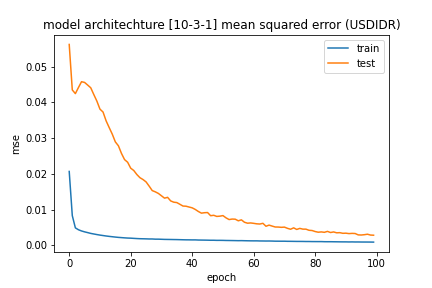 model architechture [10-3-1] mean squared error (USDIDR)
train
test
mse
0.05
0.04
0.03
0.02
0.01
0.00
0 20 40 60 80 100
epoch